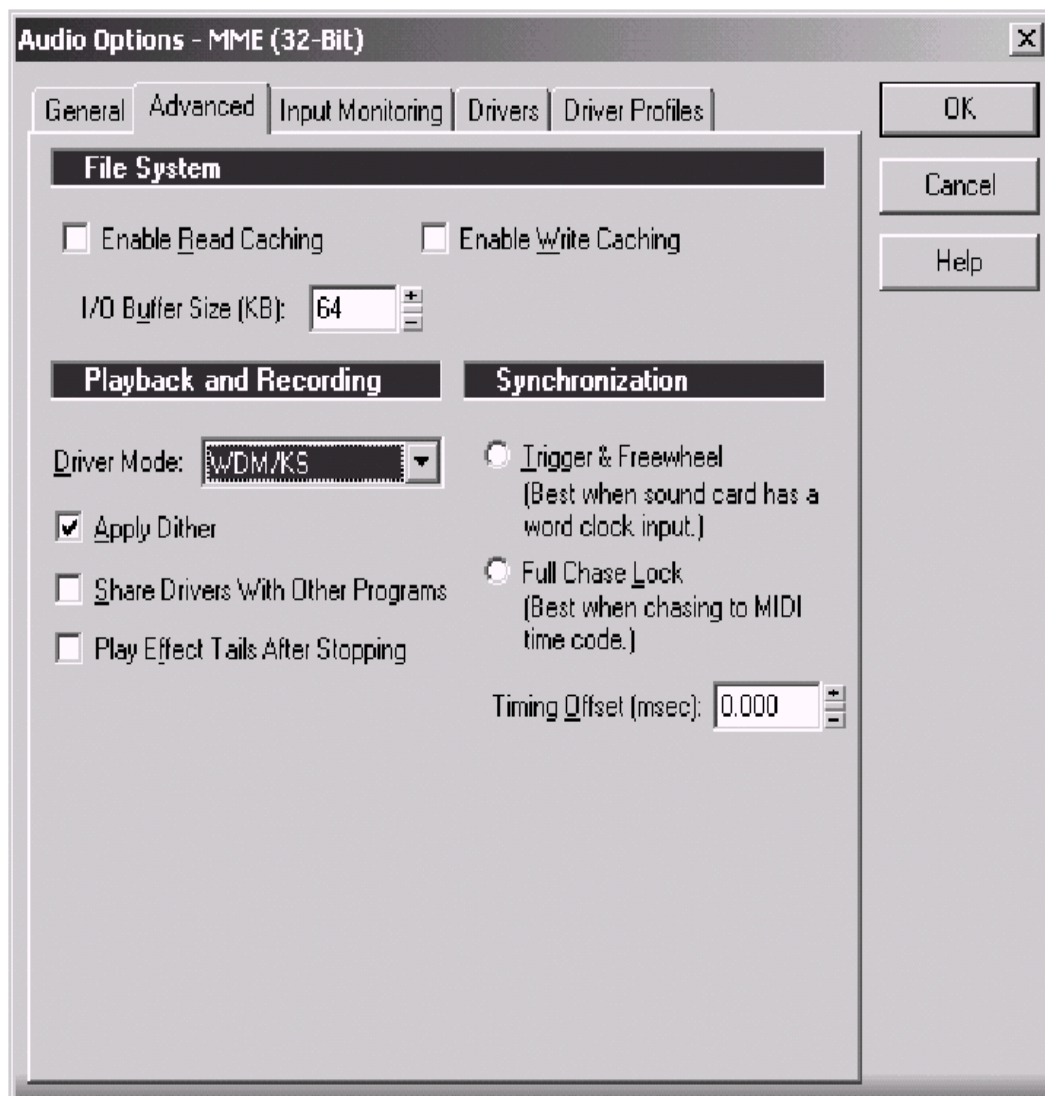 Audio Options - MME (32-Bit)
General Advanced Input Monitoring Drivers Driver Profiles
OK
Cancel
Help
File System
Enable Read Caching Enable Write Caching
I/O Buffer Size (KB): 64
Playback and Recording
Driver Mode: WDM/KS
Apply Dither
Share Drivers With Other Programs
Play Effect Tails After Stopping
Synchronization
Trigger & Freewheel
(Best when sound card has a
word clock input.)
Full Chase Lock
(Best when chasing to MIDI
time code.)
Timing Offset (msec): 0.000